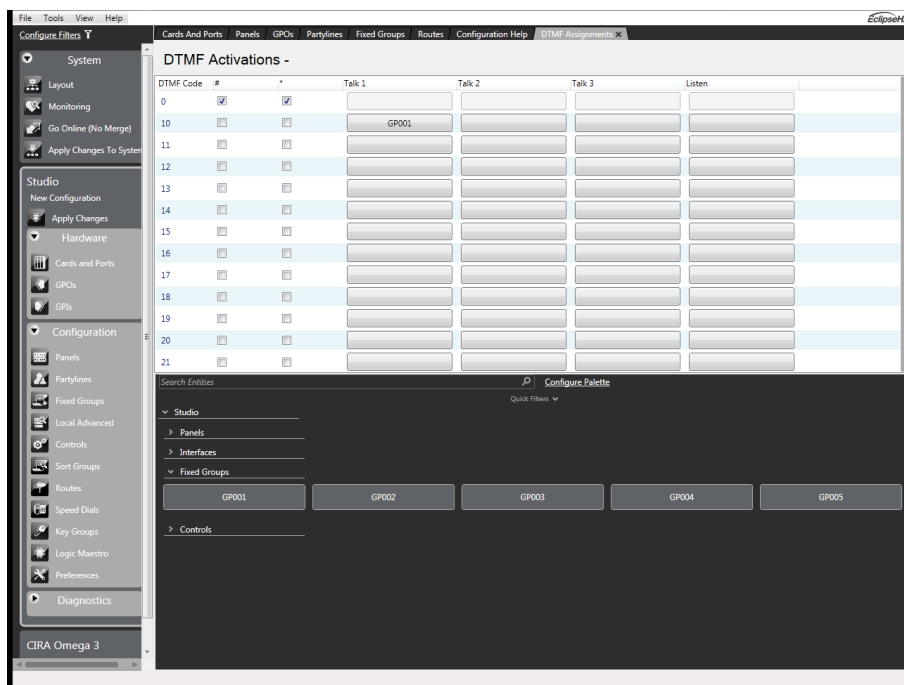 File Tools View Help
EclipseH
Configure Filters
Cards And Ports Panels GPOs Partylines Fixed Groups Routes Configuration Help DTMF Assignments
System
Layout
Monitoring
Go Online (No Merge)
Apply Changes To System
Studio
New Configuration
Apply Changes
Hardware
Cards and Ports
GPOs
GPIs
Configuration
Panels
Partylines
Fixed Groups
Local Advanced
Controls
Sort Groups
Routes
Speed Dials
Key Groups
Logic Maestro
Preferences
Diagnostics
CIRA Omega 3
DTMF Activations -
DTMF Code # * Talk 1 Talk 2 Talk 3 Listen
0
10 GP001
11
12
13
14
15
16
17
18
19
20
21
Search Entities Configure Palette
Quick Filters
Studio
Panels
Interfaces
Fixed Groups
GP001 GP002 GP003 GP004 GP005
Controls